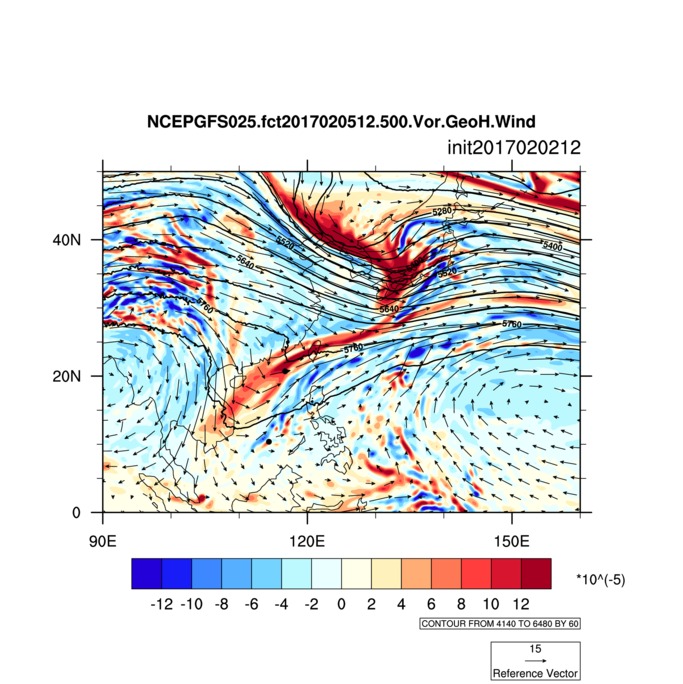 NCEPGFS025.fct2017020512.500.Vor.GeoH.Wind
init2017020212
40N
20N
0
90E 120E 150E
5280
5400
5520
5520
5640
5640
5760
5760
5760
-12 -10 -8 -6 -4 -2 0 2 4 6 8 10 12
*10^(-5)
CONTOUR FROM 4140 TO 6480 BY 60
15
Reference Vector